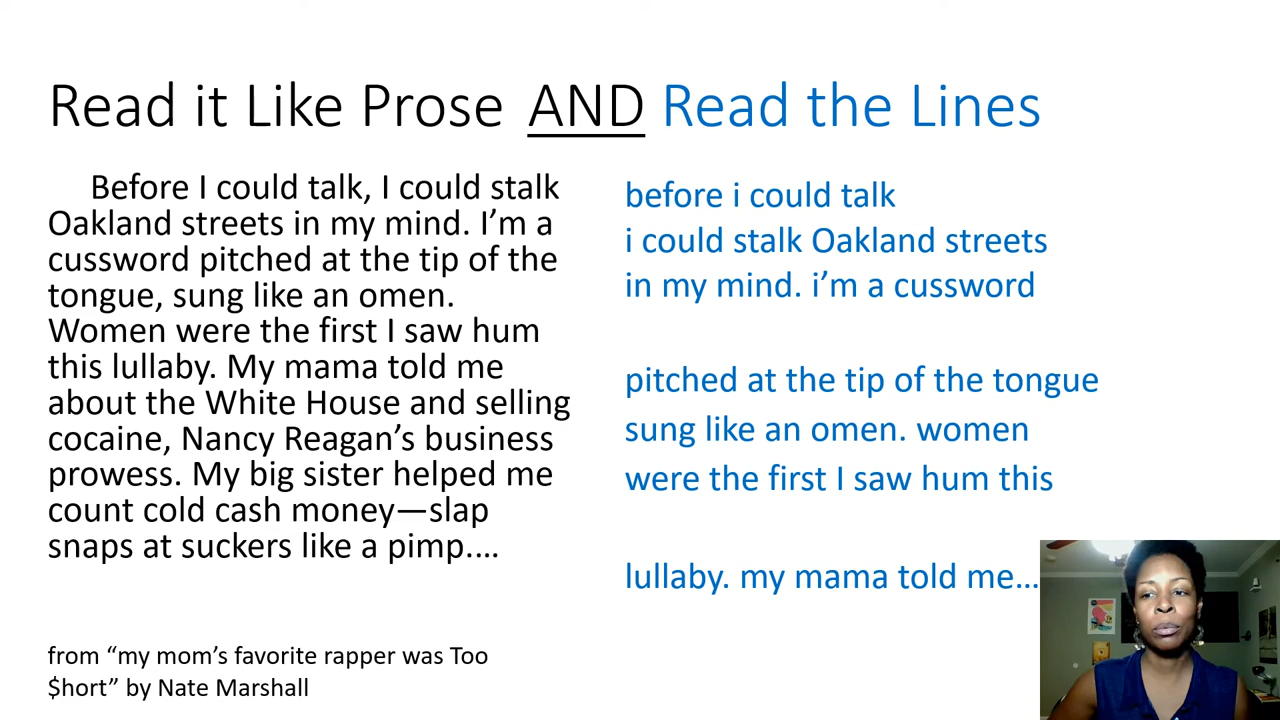 Read it Like Prose AND Read the Lines
Before I could talk, I could stalk
Oakland streets in my mind. I’m a
cussword pitched at the tip of the
tongue, sung like an omen.
Women were the first I saw hum
this lullaby. My mama told me
about the White House and selling
cocaine, Nancy Reagan’s business
prowess. My big sister helped me
count cold cash money—slap
snaps at suckers like a pimp....
from “my mom’s favorite rapper was Too
$hort” by Nate Marshall
before i could talk
i could stalk Oakland streets
in my mind. i’m a cussword
pitched at the tip of the tongue
sung like an omen. women
were the first I saw hum this
lullaby. my mama told me…